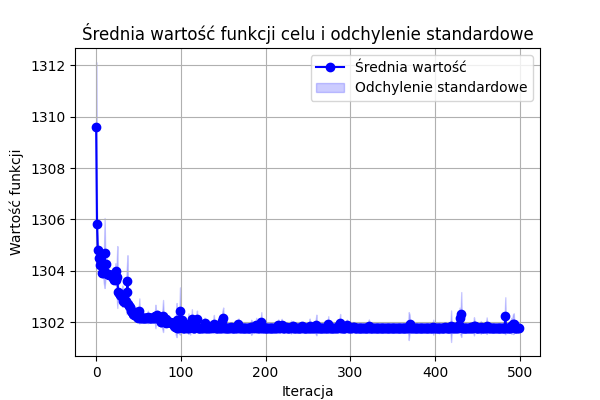 Średnia wartość funkcji celu i odchylenie standardowe
Średnia wartość
Odchylenie standardowe
Wartość funkcji
1312
1310
1308
1306
1304
1302
0 100 200 300 400 500
Iteracja